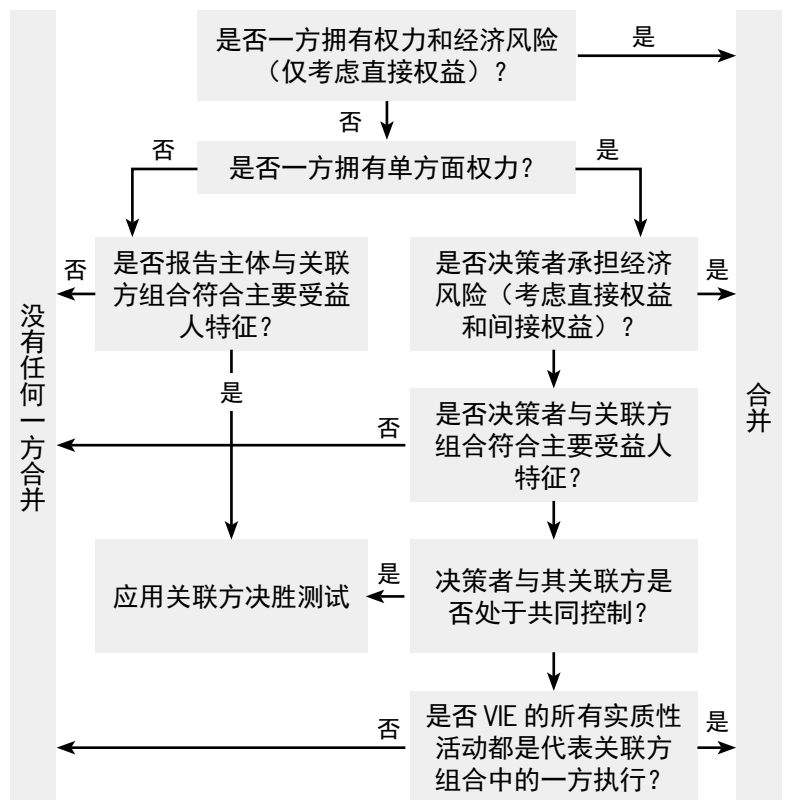 是否一方拥有权力和经济风险
（仅考虑直接权益）？
是
否
是否一方拥有单方面权力？
否
是
是否报告主体与关联
方组合符合主要受益
人特征？
否
是否决策者承担经济
风险（考虑直接权益
和间接权益）？
是
没有任何一方合并
合并
是
是否决策者与关联方
组合符合主要受益人
特征？
否
应用关联方决胜测试
是
决策者与其关联方是
否处于共同控制？
是否 VIE 的所有实质性
活动都是代表关联方
组合中的一方执行？
否
是